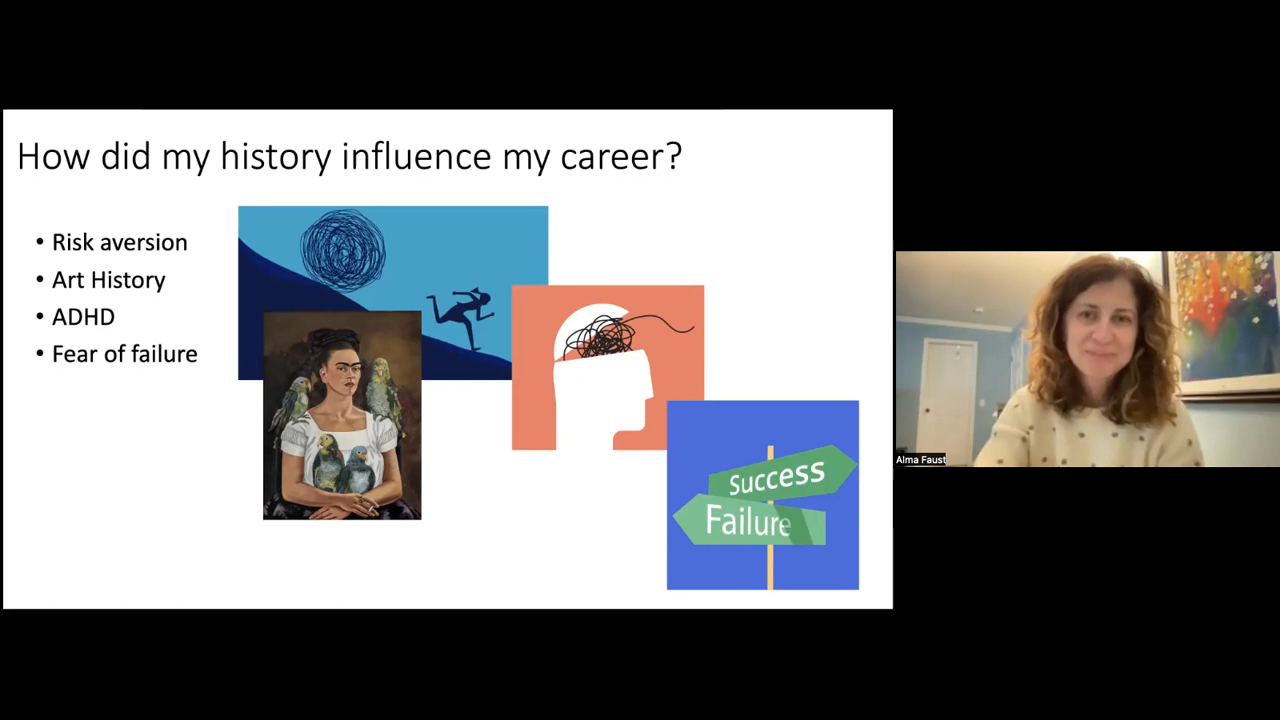 How did my history influence my career?
• Risk aversion
• Art History
• ADHD
• Fear of failure
Success
Failure
Alma Faust